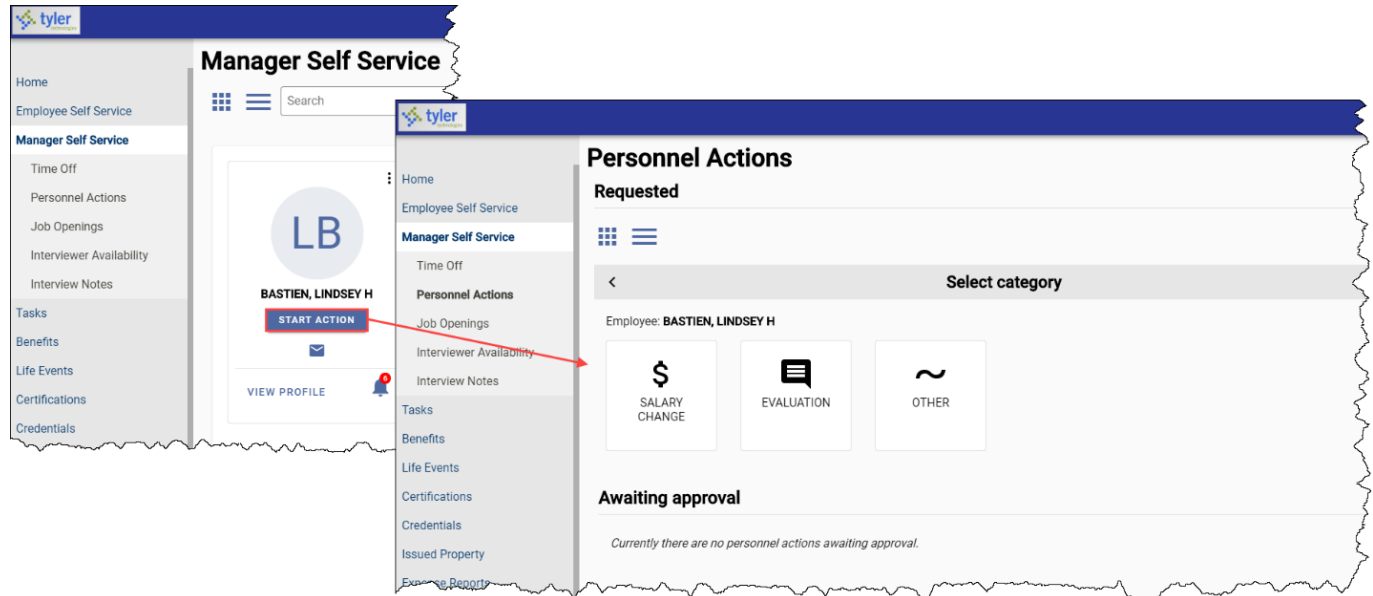 tyler
technologies
Manager Self Service
Search
Home
Employee Self Service
Manager Self Service
Time Off
Personnel Actions
Job Openings
Interviewer Availability
Interview Notes
Tasks
Benefits
Life Events
Certifications
Credentials
LB
BASTIEN, LINDSEY H
START ACTION
VIEW PROFILE
6
tyler
technologies
Home
Employee Self Service
Manager Self Service
Time Off
Personnel Actions
Job Openings
Interviewer Availability
Interview Notes
Tasks
Benefits
Life Events
Certifications
Credentials
Issued Property
Expense Reports
Personnel Actions
Requested
Select category
Employee: BASTIEN, LINDSEY H
$
SALARY
CHANGE
EVALUATION
~
OTHER
Awaiting approval
Currently there are no personnel actions awaiting approval.